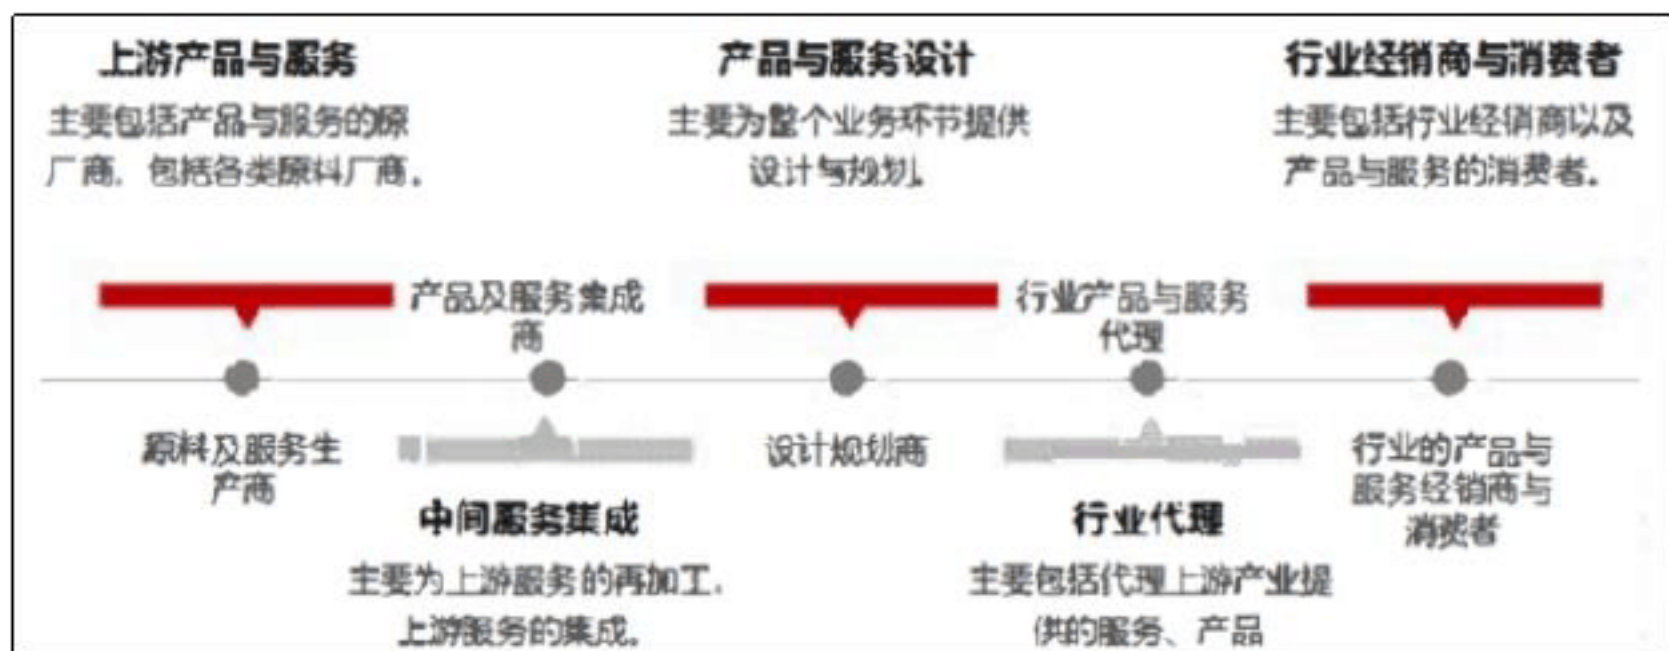 上游产品与服务
主要包括产品与服务的原
厂商，包括各类原料厂商。
产品与服务设计
主要为整个业务环节提供
设计与规划。
行业经销商与消费者
主要包括行业经销商以及
产品与服务的消费者。
产品及服务集成
商
行业产品与服务
代理
原料及服务生
产商
设计规划商
行业的产品与
服务经销商与
消费者
中间服务集成
主要为上游服务的再加工，
上游服务的集成。
行业代理
主要包括代理上游产业提
供的服务、产品